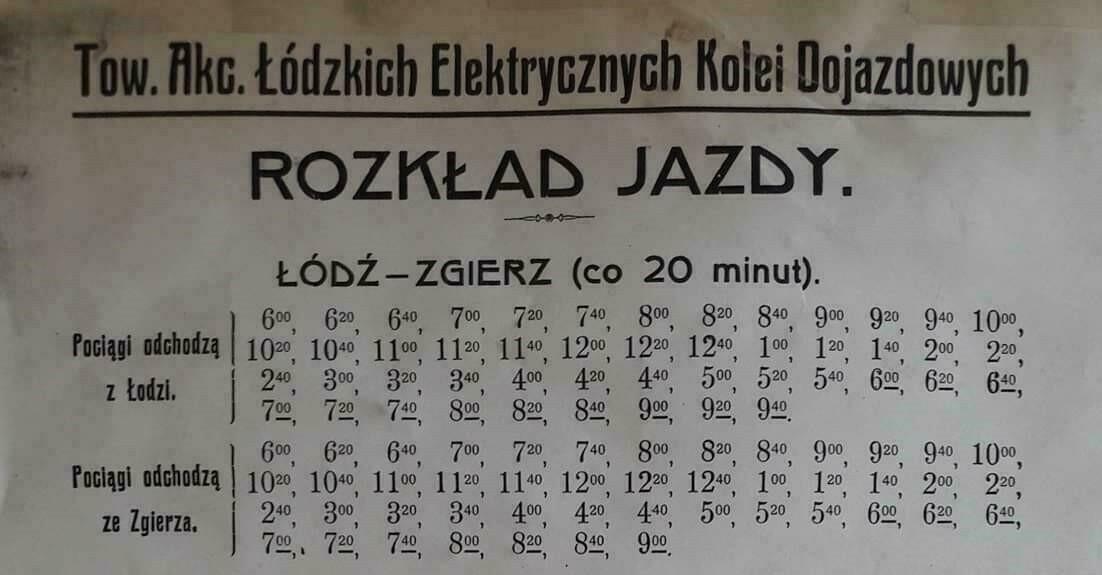 Tow. Akc. Łódzkich Elektrycznych Kolei Dojazdowych
ROZKŁAD JAZDY.
ŁÓDŹ–ZGIERZ (co 20 minut).
Pociągi odchodzą z Łodzi.
6⁰⁰, 6²⁰, 6⁴⁰, 7⁰⁰, 7²⁰, 7⁴⁰, 8⁰⁰, 8²⁰, 8⁴⁰, 9⁰⁰, 9²⁰, 9⁴⁰, 10⁰⁰,
10²⁰, 10⁴⁰, 11⁰⁰, 11²⁰, 11⁴⁰, 12⁰⁰, 12²⁰, 12⁴⁰, 1⁰⁰, 1²⁰, 1⁴⁰, 2⁰⁰, 2²⁰,
2⁴⁰, 3⁰⁰, 3²⁰, 3⁴⁰, 4⁰⁰, 4²⁰, 4⁴⁰, 5⁰⁰, 5²⁰, 5⁴⁰, 6⁰⁰, 6²⁰, 6⁴⁰,
7⁰⁰, 7²⁰, 7⁴⁰, 8⁰⁰, 8²⁰, 8⁴⁰, 9⁰⁰, 9²⁰, 9⁴⁰.
Pociągi odchodzą ze Zgierza.
6⁰⁰, 6²⁰, 6⁴⁰, 7⁰⁰, 7²⁰, 7⁴⁰, 8⁰⁰, 8²⁰, 8⁴⁰, 9⁰⁰, 9²⁰, 9⁴⁰, 10⁰⁰,
10²⁰, 10⁴⁰, 11⁰⁰, 11²⁰, 11⁴⁰, 12⁰⁰, 12²⁰, 12⁴⁰, 1⁰⁰, 1²⁰, 1⁴⁰, 2⁰⁰, 2²⁰,
2⁴⁰, 3⁰⁰, 3²⁰, 3⁴⁰, 4⁰⁰, 4²⁰, 4⁴⁰, 5⁰⁰, 5²⁰, 5⁴⁰, 6⁰⁰, 6²⁰, 6⁴⁰,
7⁰⁰, 7²⁰, 7⁴⁰, 8⁰⁰, 8²⁰, 8⁴⁰, 9⁰⁰.